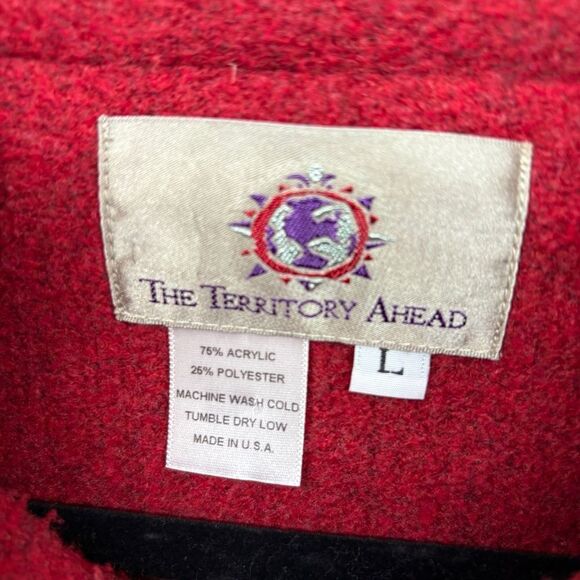 THE TERRITORY AHEAD
L
75% ACRYLIC
25% POLYESTER
MACHINE WASH COLD
TUMBLE DRY LOW
MADE IN U.S.A.